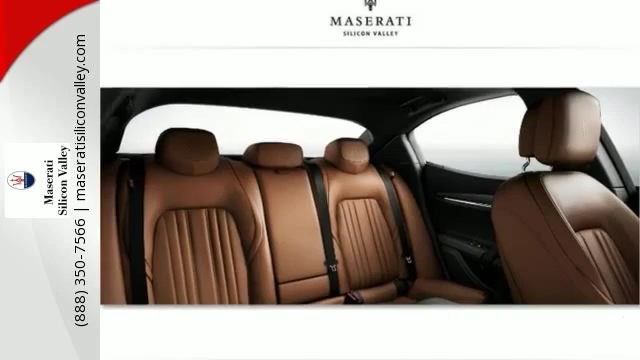 MASERATI
SILICON VALLEY
Maserati
Silicon Valley
(888) 350-7566 | maseratisiliconvalley.com